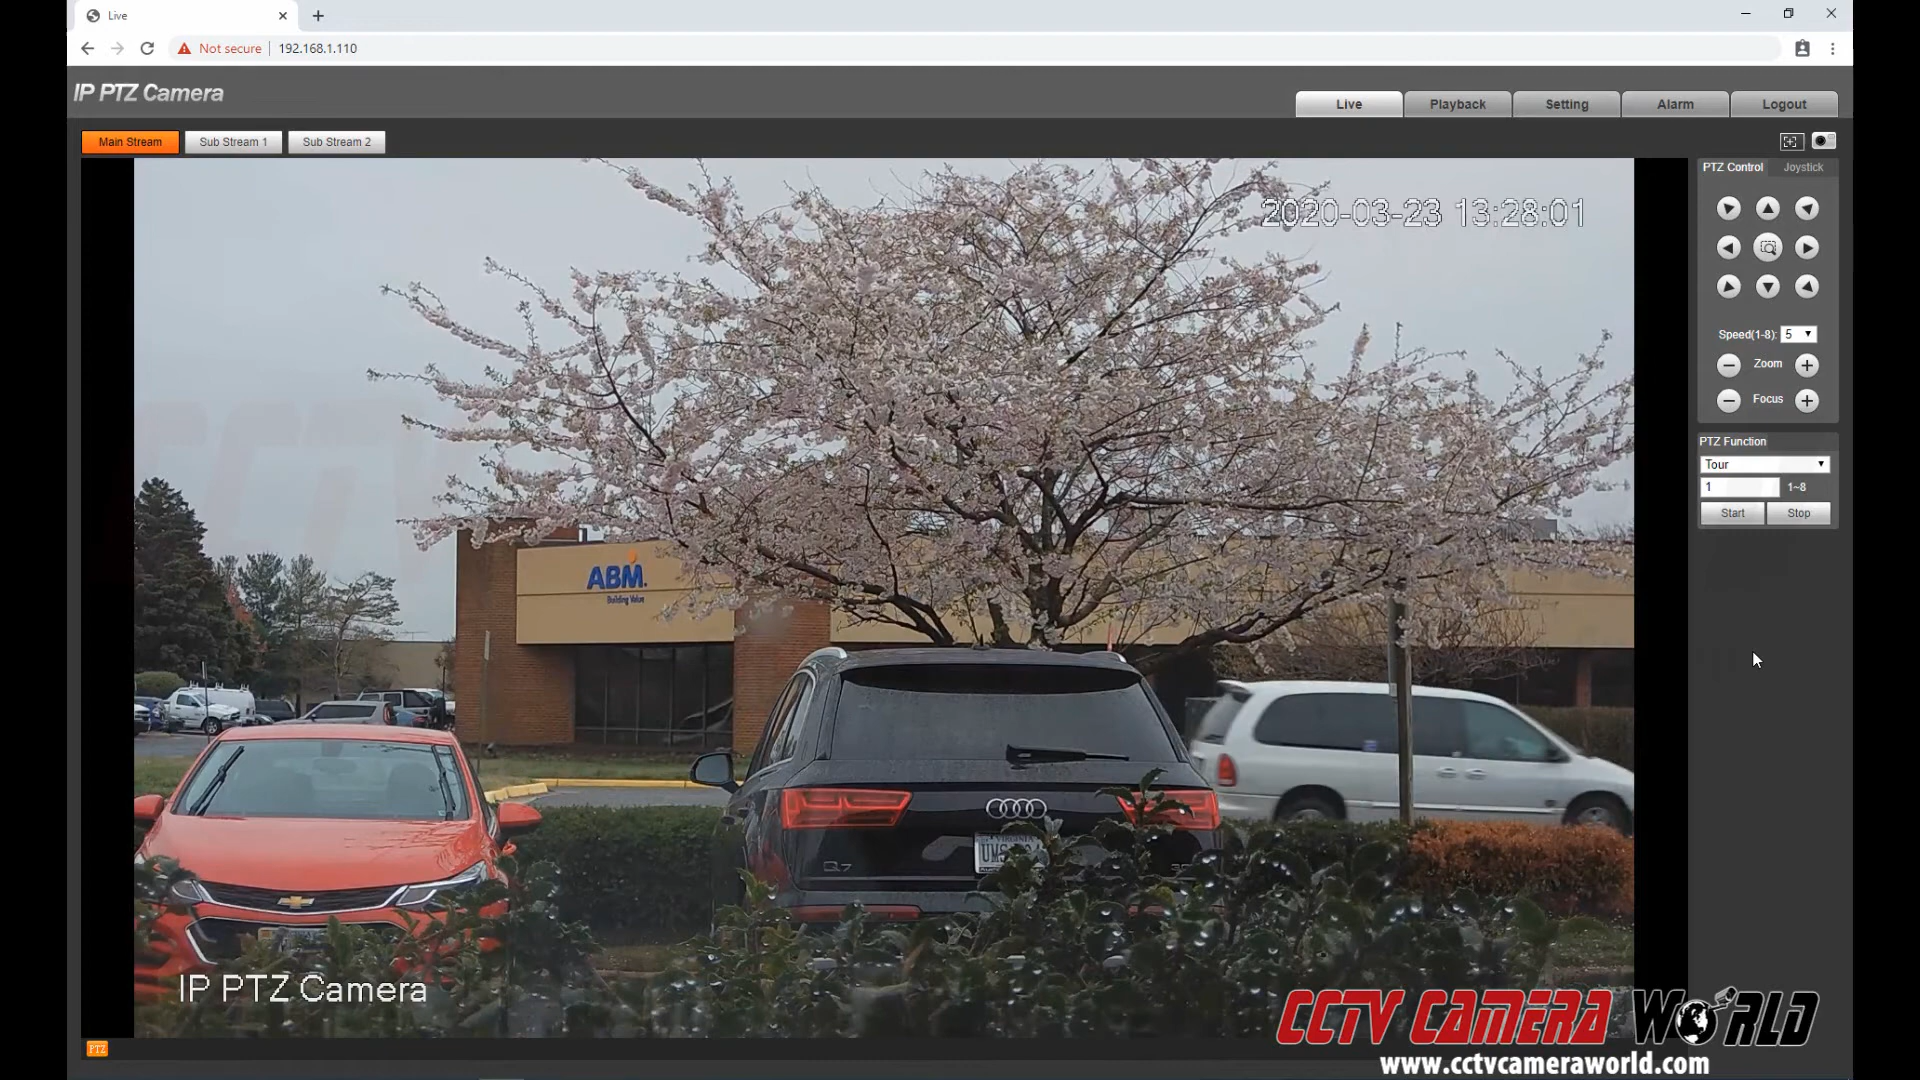 Live
Not secure
192.168.1.110
IP PTZ Camera
Live
Playback
Setting
Alarm
Logout
Main Stream
Sub Stream 1
Sub Stream 2
PTZ Control
Joystick
2020-03-23 13:28:01
Speed(1-8): 5
Zoom
Focus
PTZ Function
Tour
1
1~8
Start
Stop
ABM.
Building Value
Q7
IP PTZ Camera
CCTV CAMERA WORLD
www.cctvcameraworld.com
PTZ